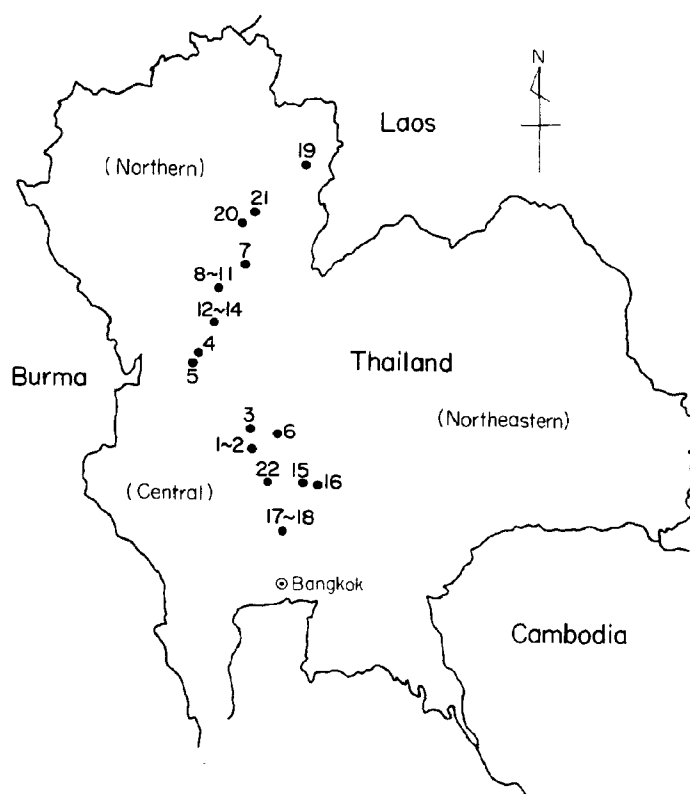 N
Laos
19
(Northern)
21
20
7
8~11
12~14
4
Thailand
Burma
5
3
(Northeastern)
6
1~2
22
15
16
(Central)
17~18
Bangkok
Cambodia